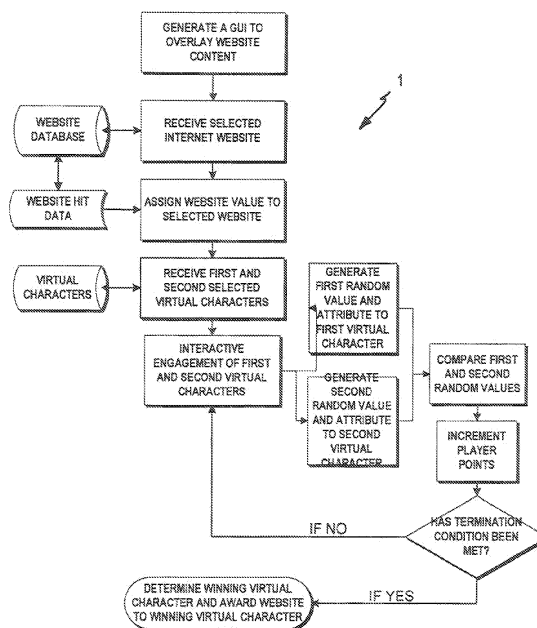 GENERATE A GUI TO
OVERLAY WEBSITE
CONTENT
1
WEBSITE
DATABASE
RECEIVE SELECTED
INTERNET WEBSITE
WEBSITE HIT
DATA
ASSIGN WEBSITE VALUE TO
SELECTED WEBSITE
VIRTUAL
CHARACTERS
RECEIVE FIRST AND
SECOND SELECTED
VIRTUAL CHARACTERS
INTERACTIVE
ENGAGEMENT OF FIRST
AND SECOND VIRTUAL
CHARACTERS
GENERATE
FIRST RANDOM
VALUE AND
ATTRIBUTE TO
FIRST VIRTUAL
CHARACTER
GENERATE
SECOND
RANDOM VALUE
AND ATTRIBUTE
TO SECOND
VIRTUAL
CHARACTER
COMPARE FIRST
AND SECOND
RANDOM VALUES
INCREMENT
PLAYER
POINTS
HAS TERMINATION
CONDITION BEEN
MET?
IF NO
IF YES
DETERMINE WINNING VIRTUAL
CHARACTER AND AWARD WEBSITE
TO WINNING VIRTUAL CHARACTER